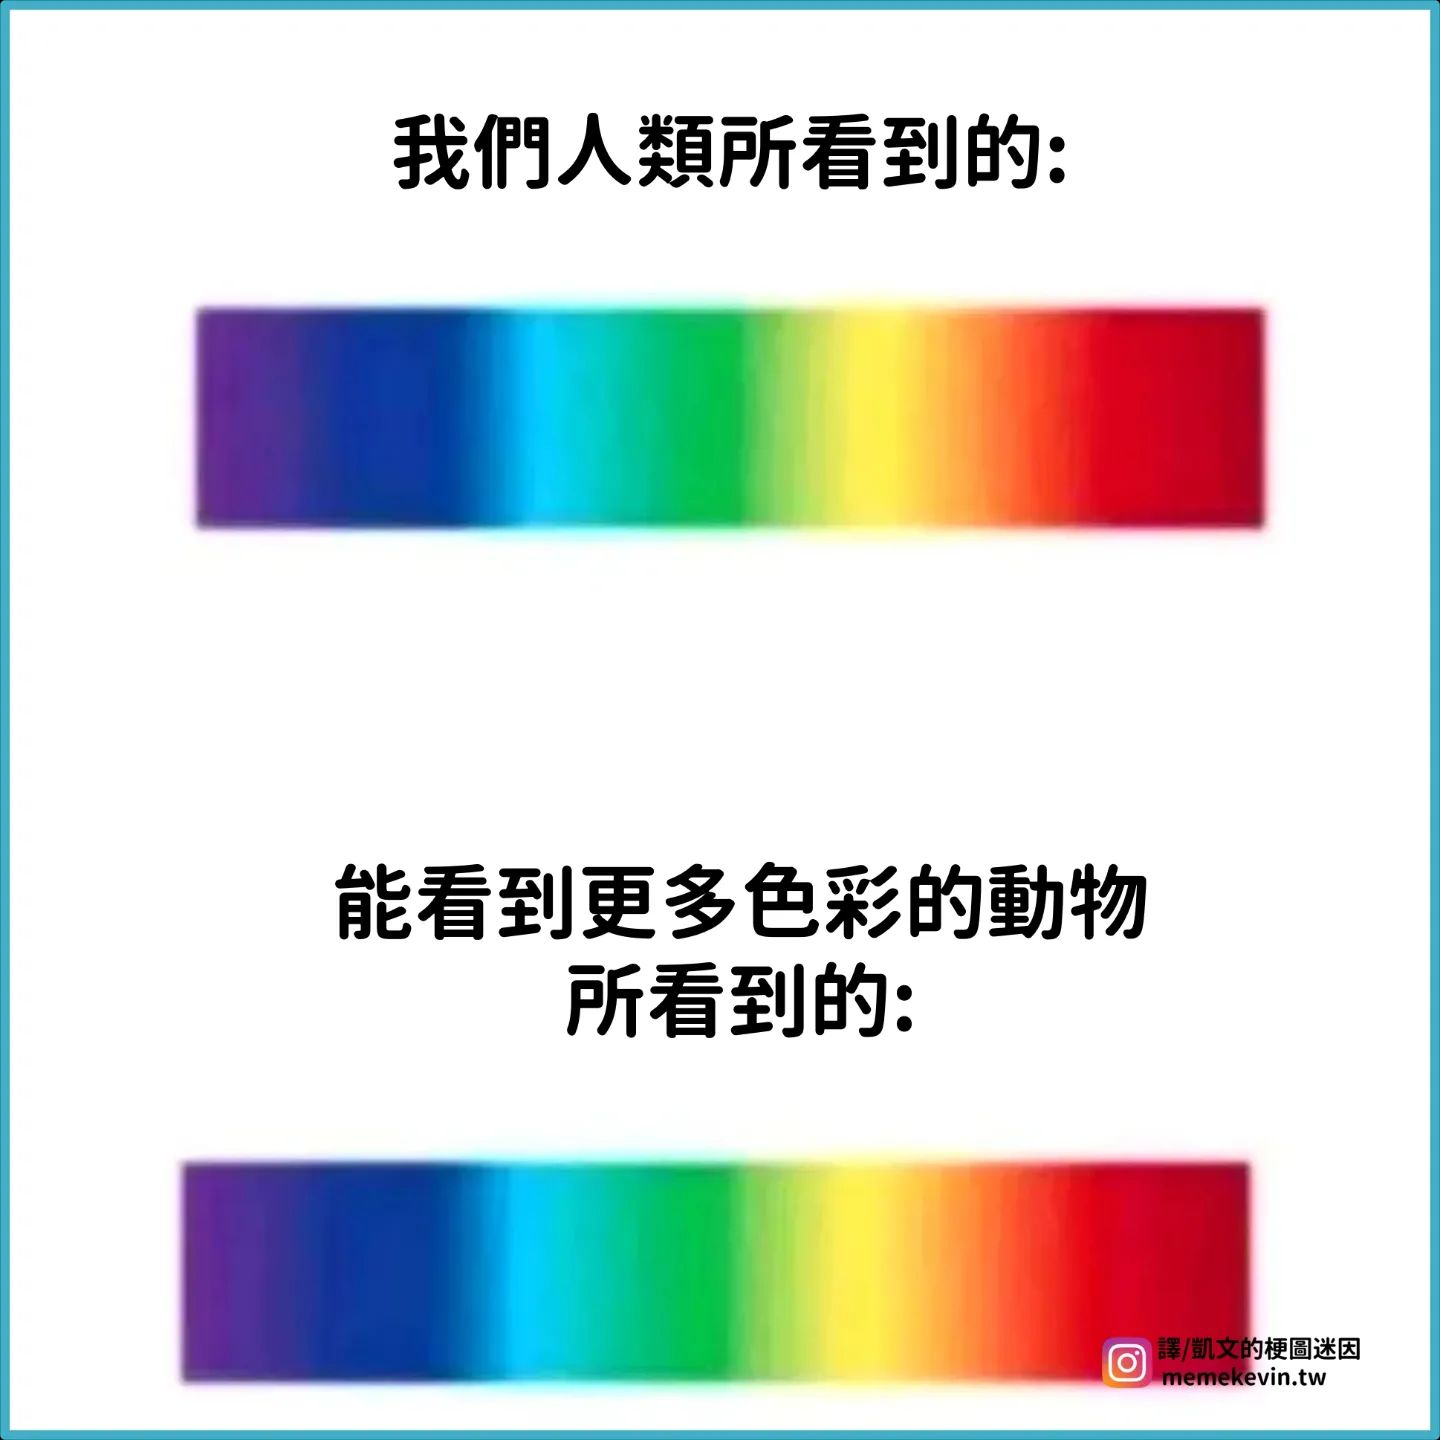 我們人類所看到的:
能看到更多色彩的動物
所看到的:
譯/凱文的梗圖迷因
memekevin.tw